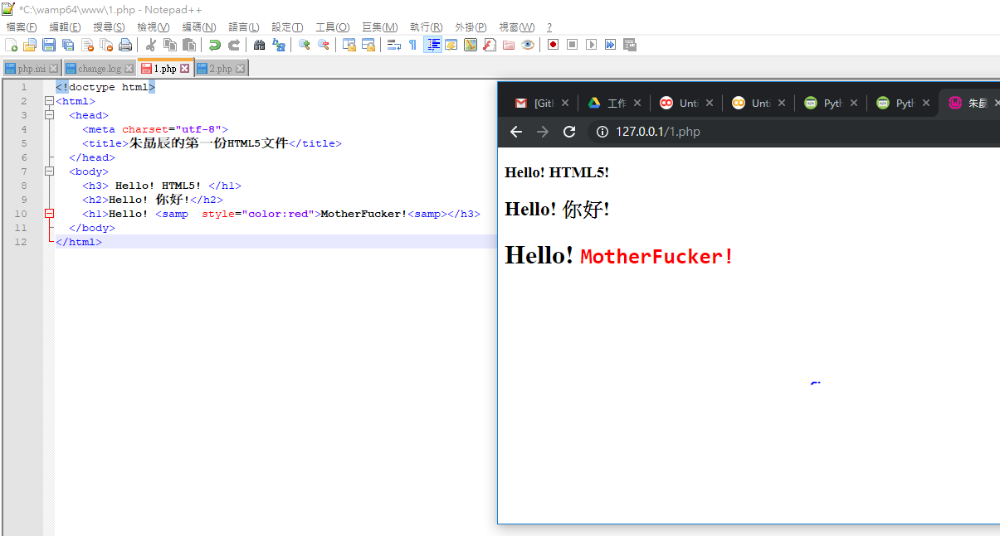 *C:\wamp64\www\1.php - Notepad++
檔案(F) 編輯(E) 搜尋(S) 檢視(V) 編碼(N) 語言(L) 設定(T) 工具(O) 巨集(M) 執行(R) 外掛(P) 視窗(W) ?
php.ini change.log 1.php 2.php
1 <!doctype html>
2 <html>
3 <head>
4 <meta charset="utf-8">
5 <title>朱勗辰的第一份HTML5文件</title>
6 </head>
7 <body>
8 <h3> Hello! HTML5! </h1>
9 <h2>Hello! 你好!</h2>
10 <h1>Hello! <samp  style="color:red">MotherFucker!<samp></h3>
11 </body>
12 </html>
[Git 工作 Unti Unti Pyth Pyth 朱勗
127.0.0.1/1.php
Hello! HTML5!
Hello! 你好!
Hello! MotherFucker!